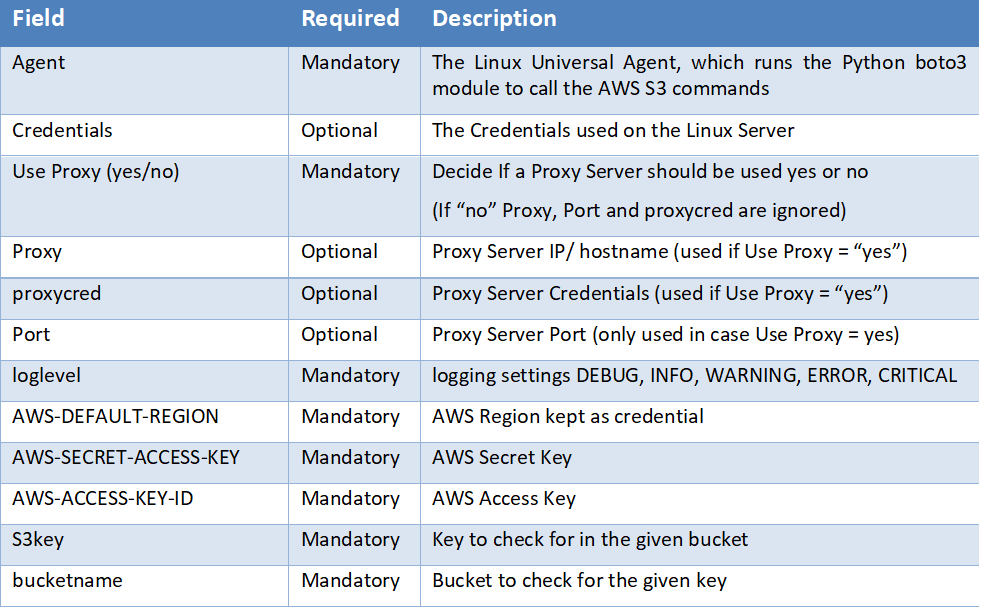 Field Required Description
Agent Mandatory The Linux Universal Agent, which runs the Python boto3
module to call the AWS S3 commands
Credentials Optional The Credentials used on the Linux Server
Use Proxy (yes/no) Mandatory Decide If a Proxy Server should be used yes or no
(If “no” Proxy, Port and proxycred are ignored)
Proxy Optional Proxy Server IP/ hostname (used if Use Proxy = “yes”)
proxycred Optional Proxy Server Credentials (used if Use Proxy = “yes”)
Port Optional Proxy Server Port (only used in case Use Proxy = yes)
loglevel Mandatory logging settings DEBUG, INFO, WARNING, ERROR, CRITICAL
AWS-DEFAULT-REGION Mandatory AWS Region kept as credential
AWS-SECRET-ACCESS-KEY Mandatory AWS Secret Key
AWS-ACCESS-KEY-ID Mandatory AWS Access Key
S3key Mandatory Key to check for in the given bucket
bucketname Mandatory Bucket to check for the given key